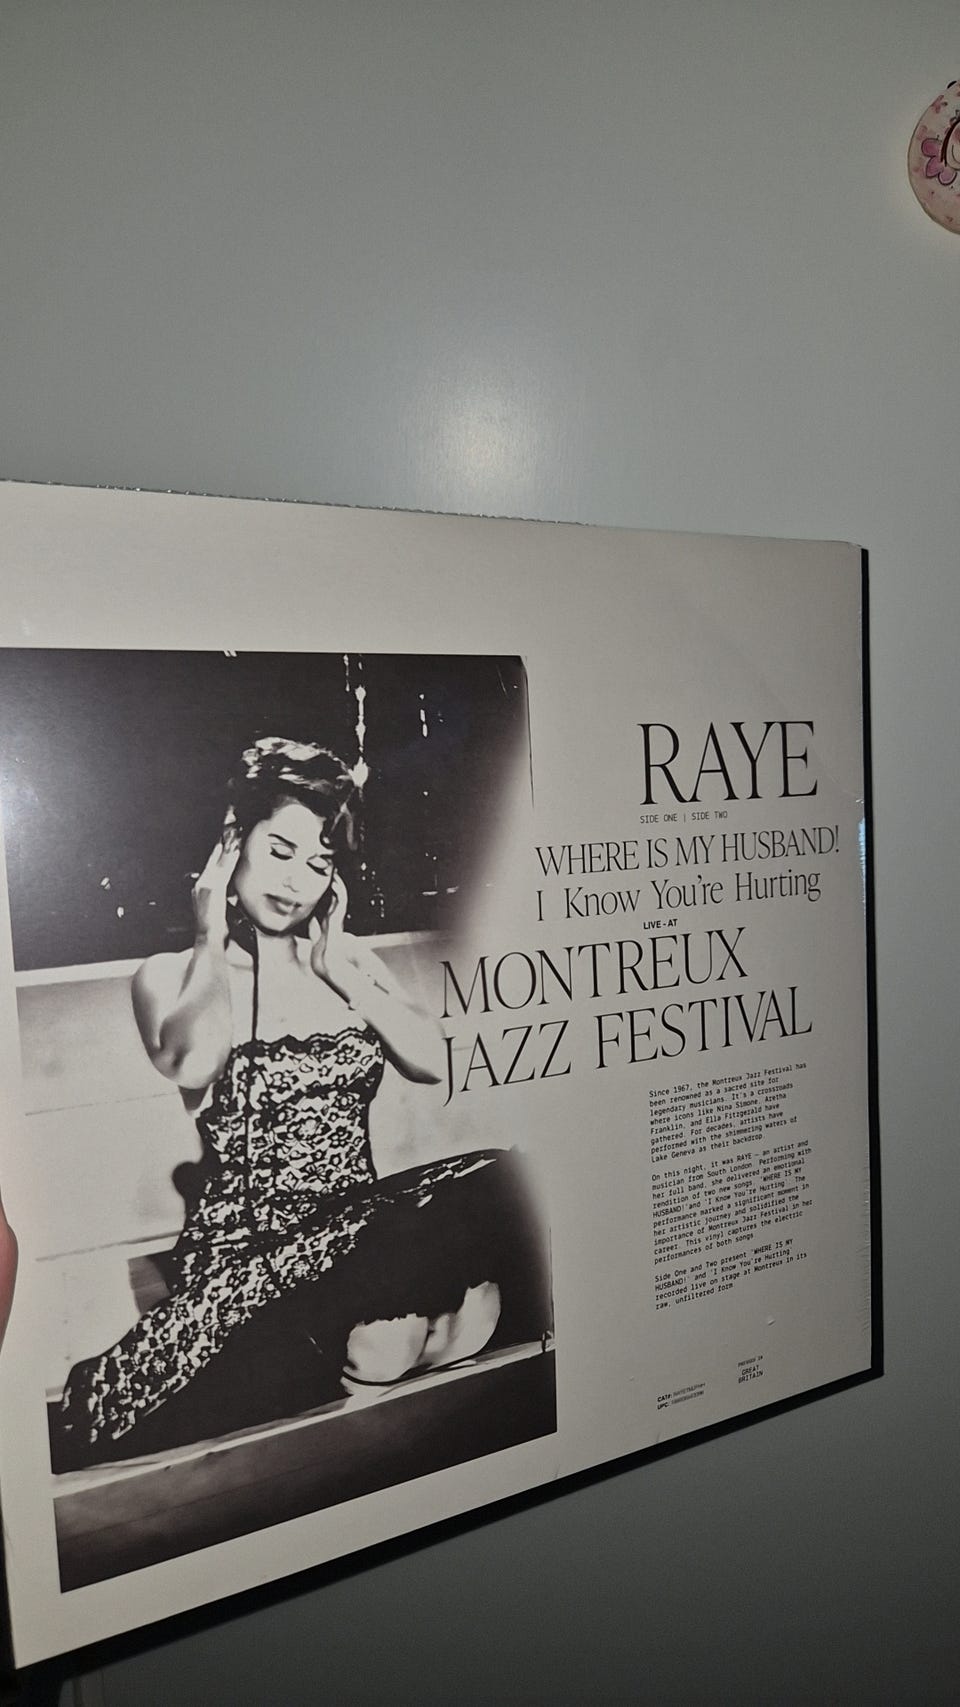 RAYE
SIDE ONE | SIDE TWO
WHERE IS MY HUSBAND!
I Know You're Hurting
LIVE - AT
MONTREUX
JAZZ FESTIVAL
Since 1967, the Montreux Jazz Festival has
been renowned as a sacred site for
legendary musicians. It's a crossroads
where icons like Nina Simone, Aretha
Franklin, and Ella Fitzgerald have
gathered. For decades, artists have
performed with the shimmering waters of
Lake Geneva as their backdrop.
On this night, it was RAYE — an artist and
musician from South London. Performing with
her full band, she delivered an emotional
rendition of two new songs, 'WHERE IS MY
HUSBAND!' and 'I Know You're Hurting'. The
performance marked a significant moment in
her artistic journey and solidified the
importance of Montreux Jazz Festival in her
career. This vinyl captures the electric
performances of both songs
Side One and Two present 'WHERE IS MY
HUSBAND!' and 'I Know You're Hurting'
recorded live on stage at Montreux in its
raw, unfiltered form
GREAT
BRITAIN
CAT#:
UPC: